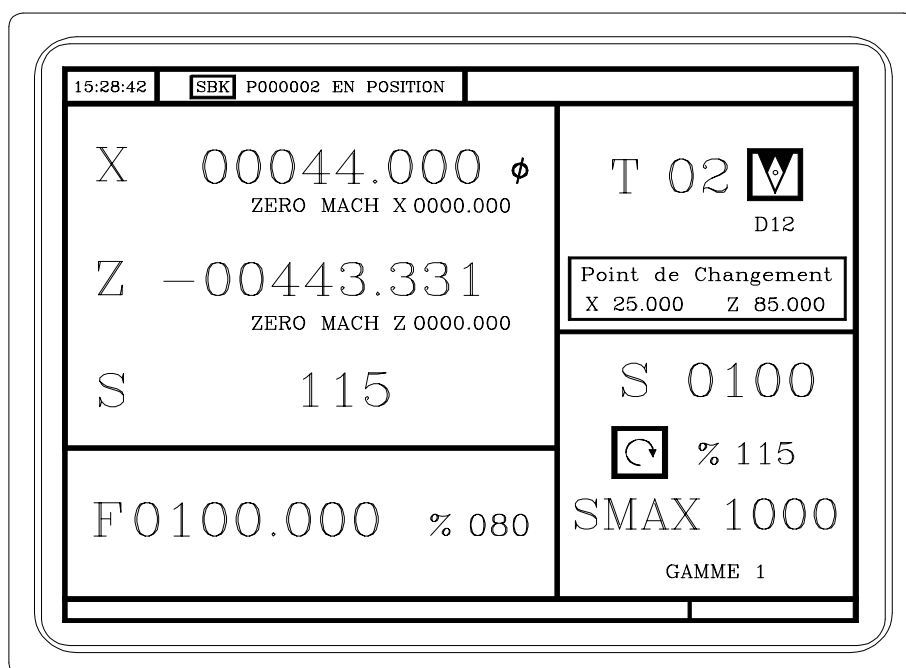 15:28:42 SBK P000002 EN POSITION
X 00044.000 ϕ
ZERO MACH X 0000.000
Z -00443.331
ZERO MACH Z 0000.000
S 115
F 0100.000 % 080
T 02
D12
Point de Changement
X 25.000 Z 85.000
S 0100
% 115
SMAX 1000
GAMME 1